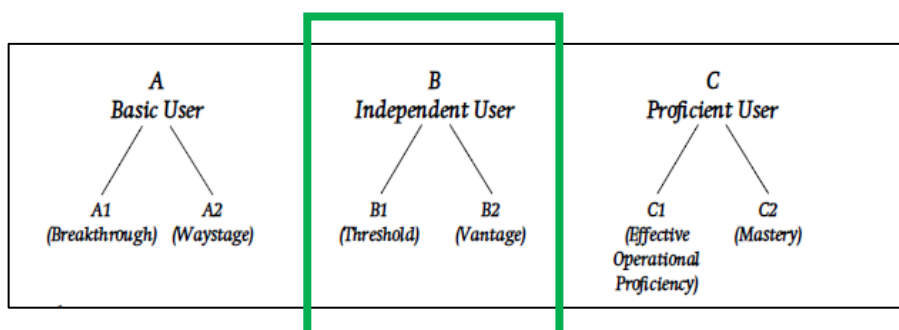 A
Basic User
A1
(Breakthrough)
A2
(Waystage)
B
Independent User
B1
(Threshold)
B2
(Vantage)
C
Proficient User
C1
(Effective
Operational
Proficiency)
C2
(Mastery)